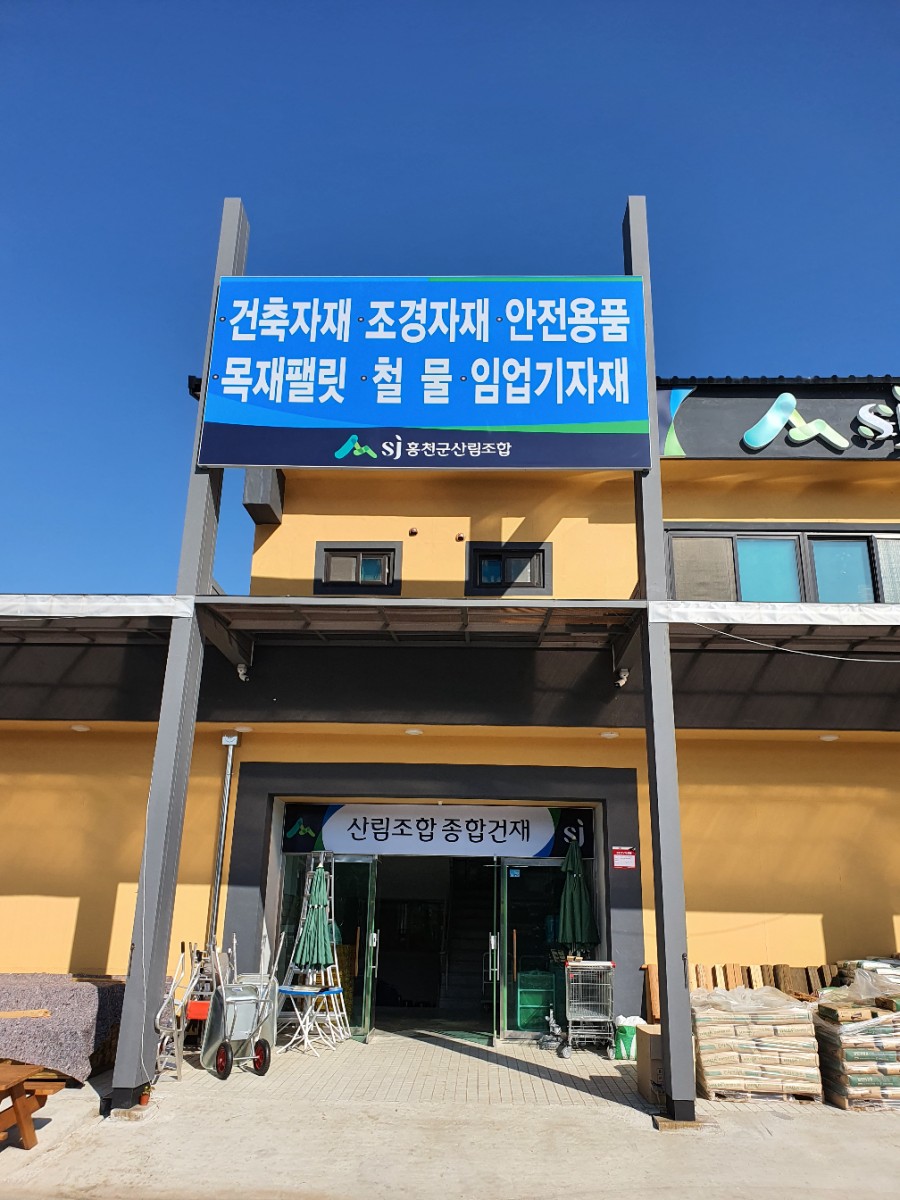 ·건축자재 ·조경자재 ·안전용품
·목재팰릿 ·철 물 ·임업기자재
sj 홍천군산림조합
sj
산림조합 종합건재 sj